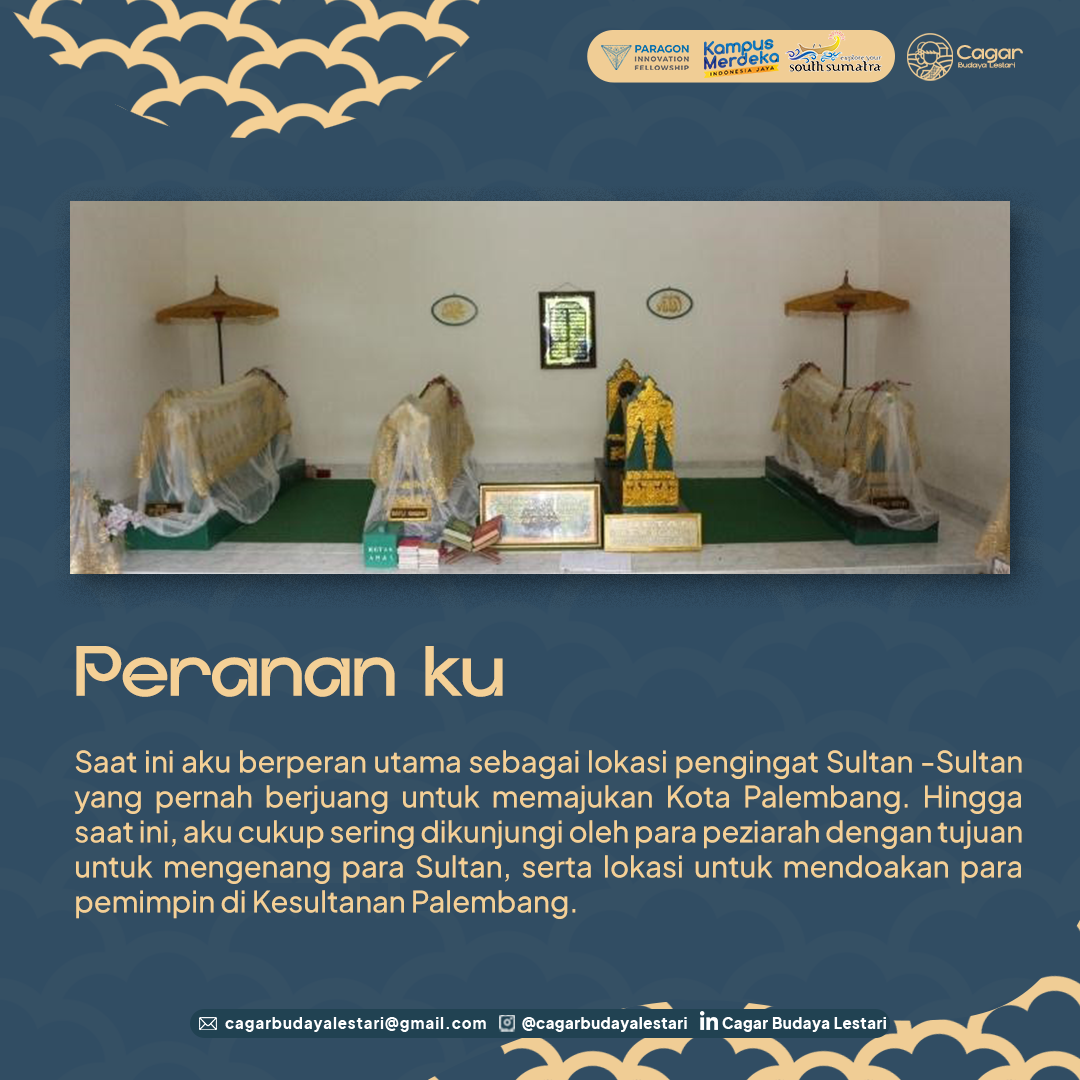 PARAGON
INNOVATION
FELLOWSHIP
Kampus
Merdeka
INDONESIA JAYA
explore your
south sumatra
Cagar
Budaya Lestari
KOTAK
AMAL
Peranan ku
Saat ini aku berperan utama sebagai lokasi pengingat Sultan -Sultan
yang pernah berjuang untuk memajukan Kota Palembang. Hingga
saat ini, aku cukup sering dikunjungi oleh para peziarah dengan tujuan
untuk mengenang para Sultan, serta lokasi untuk mendoakan para
pemimpin di Kesultanan Palembang.
cagarbudayalestari@gmail.com @cagarbudayalestari in Cagar Budaya Lestari